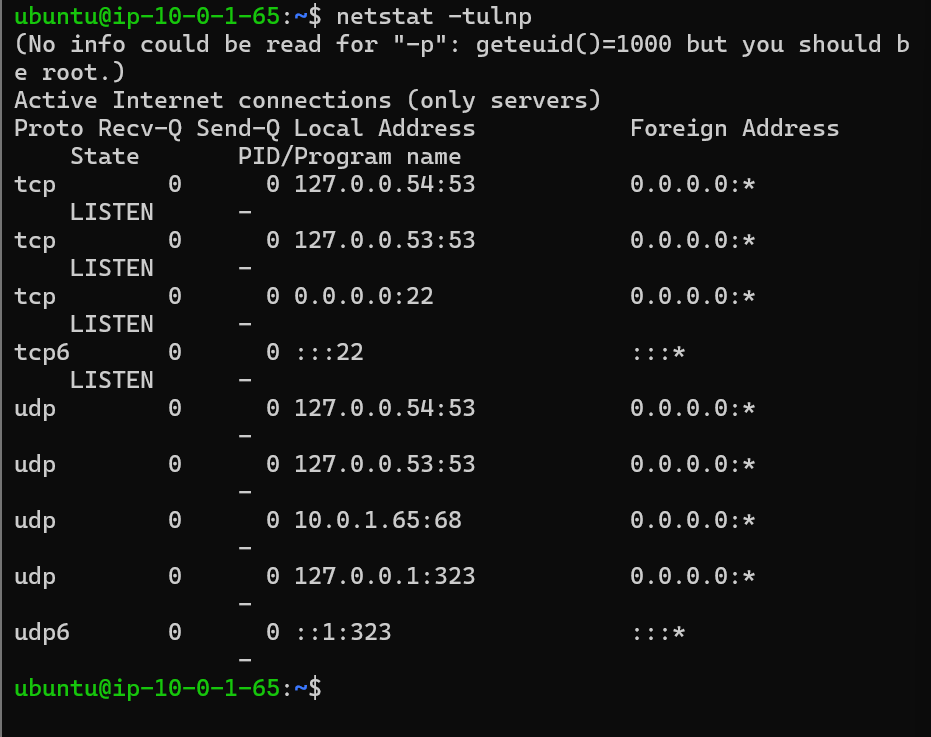 ubuntu@ip-10-0-1-65:~$ netstat -tulnp
(No info could be read for "-p": geteuid()=1000 but you should b
e root.)
Active Internet connections (only servers)
Proto Recv-Q Send-Q Local Address           Foreign Address
    State       PID/Program name
tcp        0      0 127.0.0.54:53           0.0.0.0:*
    LISTEN      -
tcp        0      0 127.0.0.53:53           0.0.0.0:*
    LISTEN      -
tcp        0      0 0.0.0.0:22              0.0.0.0:*
    LISTEN      -
tcp6       0      0 :::22                   :::*
    LISTEN      -
udp        0      0 127.0.0.54:53           0.0.0.0:*
                -
udp        0      0 127.0.0.53:53           0.0.0.0:*
                -
udp        0      0 10.0.1.65:68            0.0.0.0:*
                -
udp        0      0 127.0.0.1:323           0.0.0.0:*
                -
udp6       0      0 ::1:323                 :::*
                -
ubuntu@ip-10-0-1-65:~$